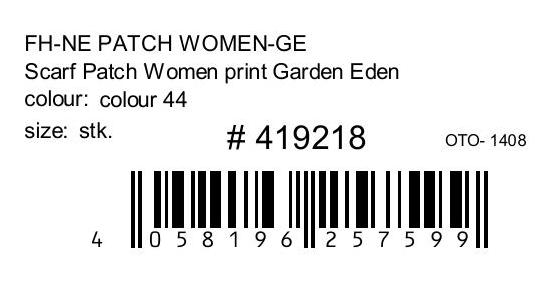 FH-NE PATCH WOMEN-GE
Scarf Patch Women print Garden Eden
colour: colour 44
size: stk.
# 419218
OTO- 1408
4 058196 257599